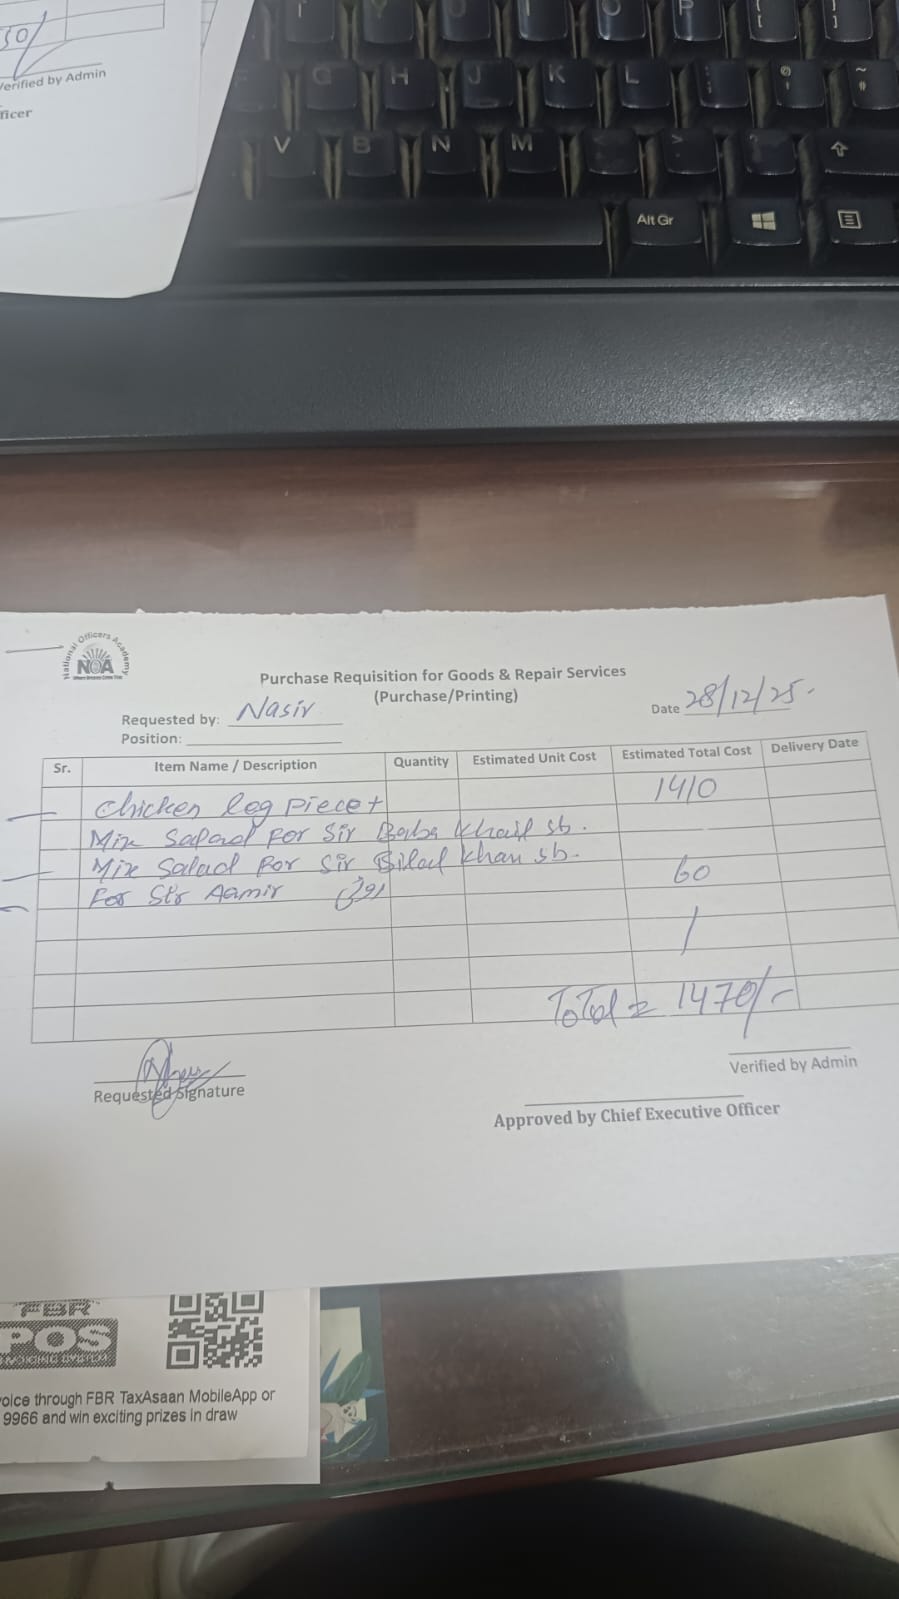 Verified by Admin
ficer
T Y U I O P [ ]
G H J K L
V B N M
Alt Gr
National Officers Academy
NOA
Purchase Requisition for Goods & Repair Services
(Purchase/Printing)
Requested by: Nasir
Date 28/12/25
Position:
Sr. Item Name / Description Quantity Estimated Unit Cost Estimated Total Cost Delivery Date
Chicken leg piece + 1410
Mix Salad for Sir Baba Khail sb.
Mix Salad for Sir Bilal Khan sb.
60
For Sir Aamir
Total = 1470/-
Requested Signature
Verified by Admin
Approved by Chief Executive Officer
FBR
POS
INVOICING SYSTEM
voice through FBR TaxAsaan MobileApp or
9966 and win exciting prizes in draw